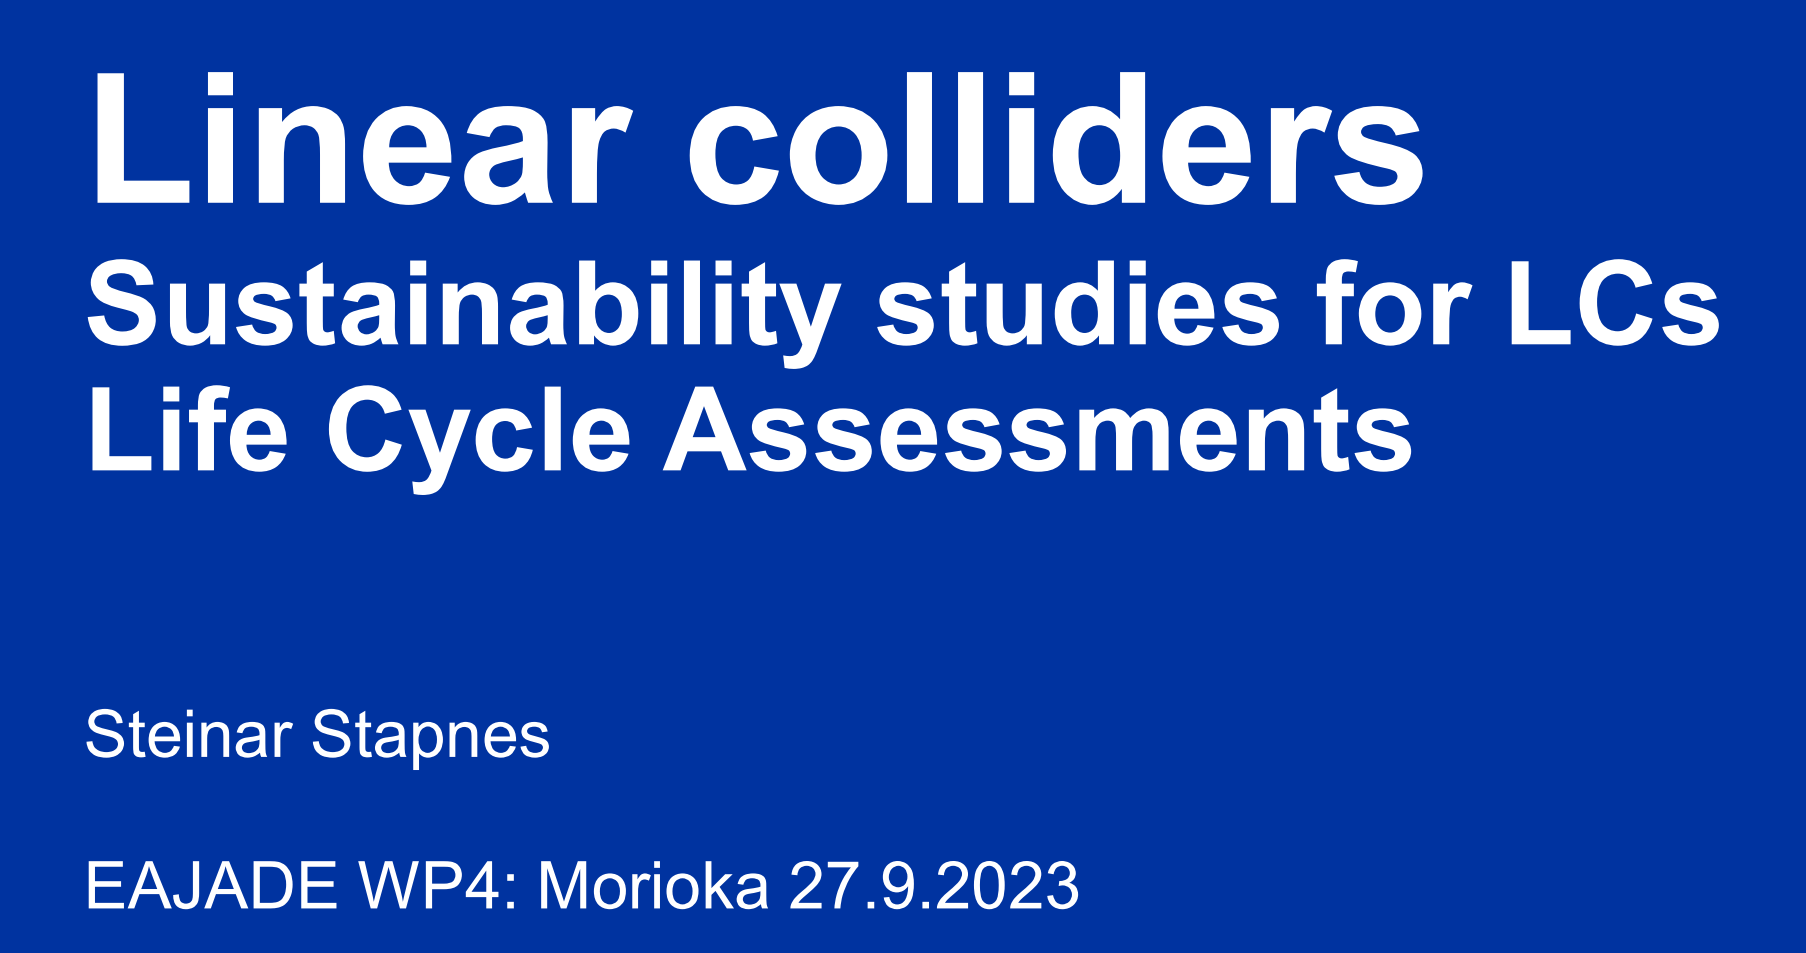 Linear colliders
Sustainability studies for LCs
Life Cycle Assessments
Steinar Stapnes
EAJADE WP4: Morioka 27.9.2023